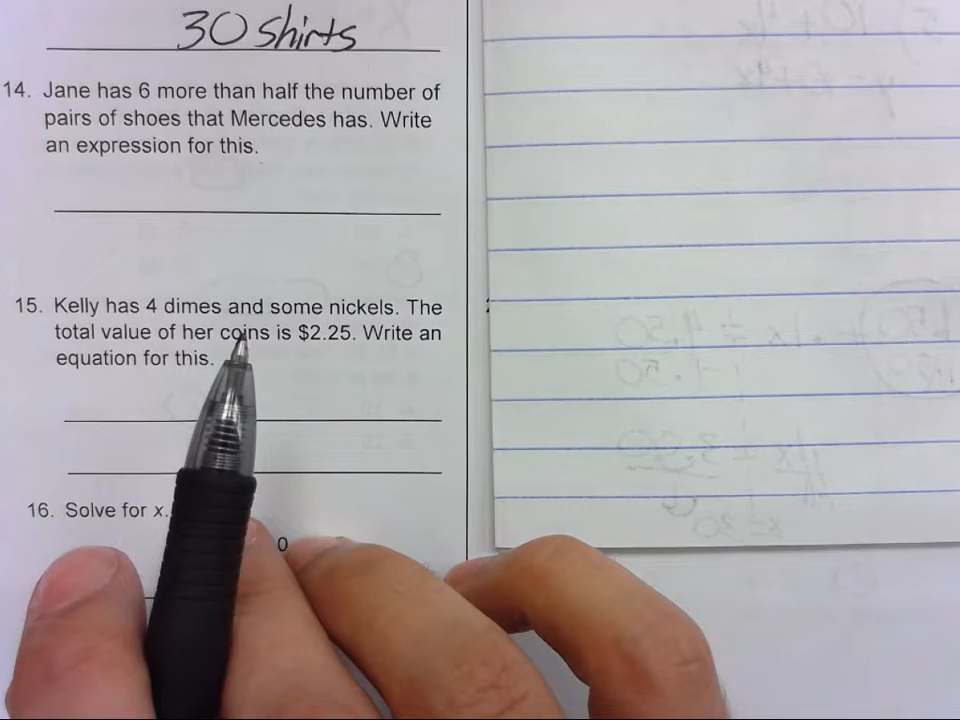 30 shirts
14. Jane has 6 more than half the number of
pairs of shoes that Mercedes has. Write
an expression for this.
15. Kelly has 4 dimes and some nickels. The
total value of her coins is $2.25. Write an
equation for this.
16. Solve for x.
0